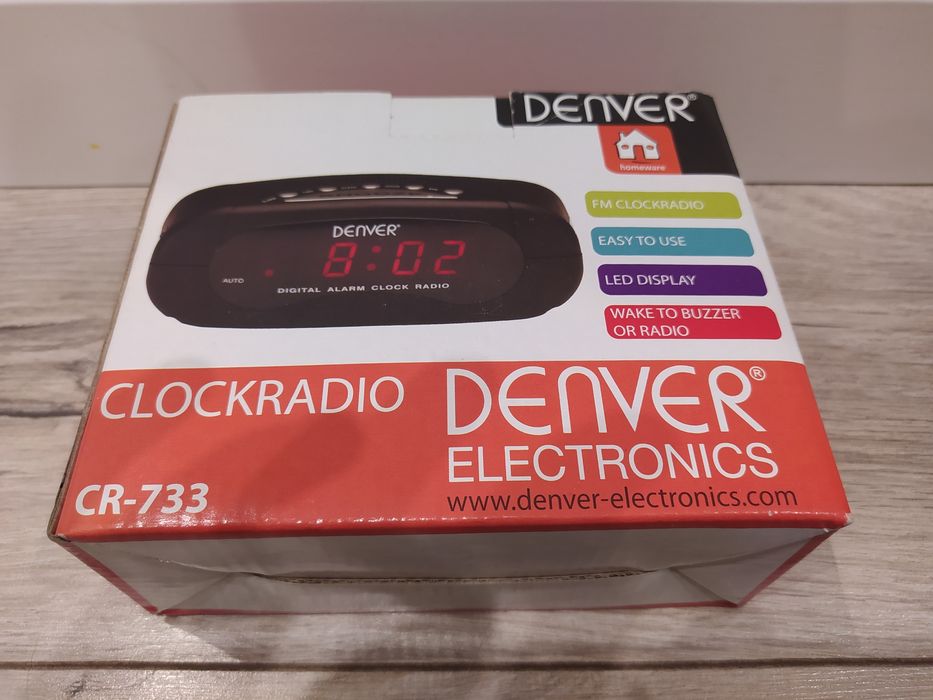 DENVER®
homeware
FM CLOCKRADIO
EASY TO USE
LED DISPLAY
WAKE TO BUZZER
OR RADIO
DENVER®
8:02
AUTO
DIGITAL ALARM CLOCK RADIO
CLOCKRADIO
DENVER®
ELECTRONICS
www.denver-electronics.com
CR-733